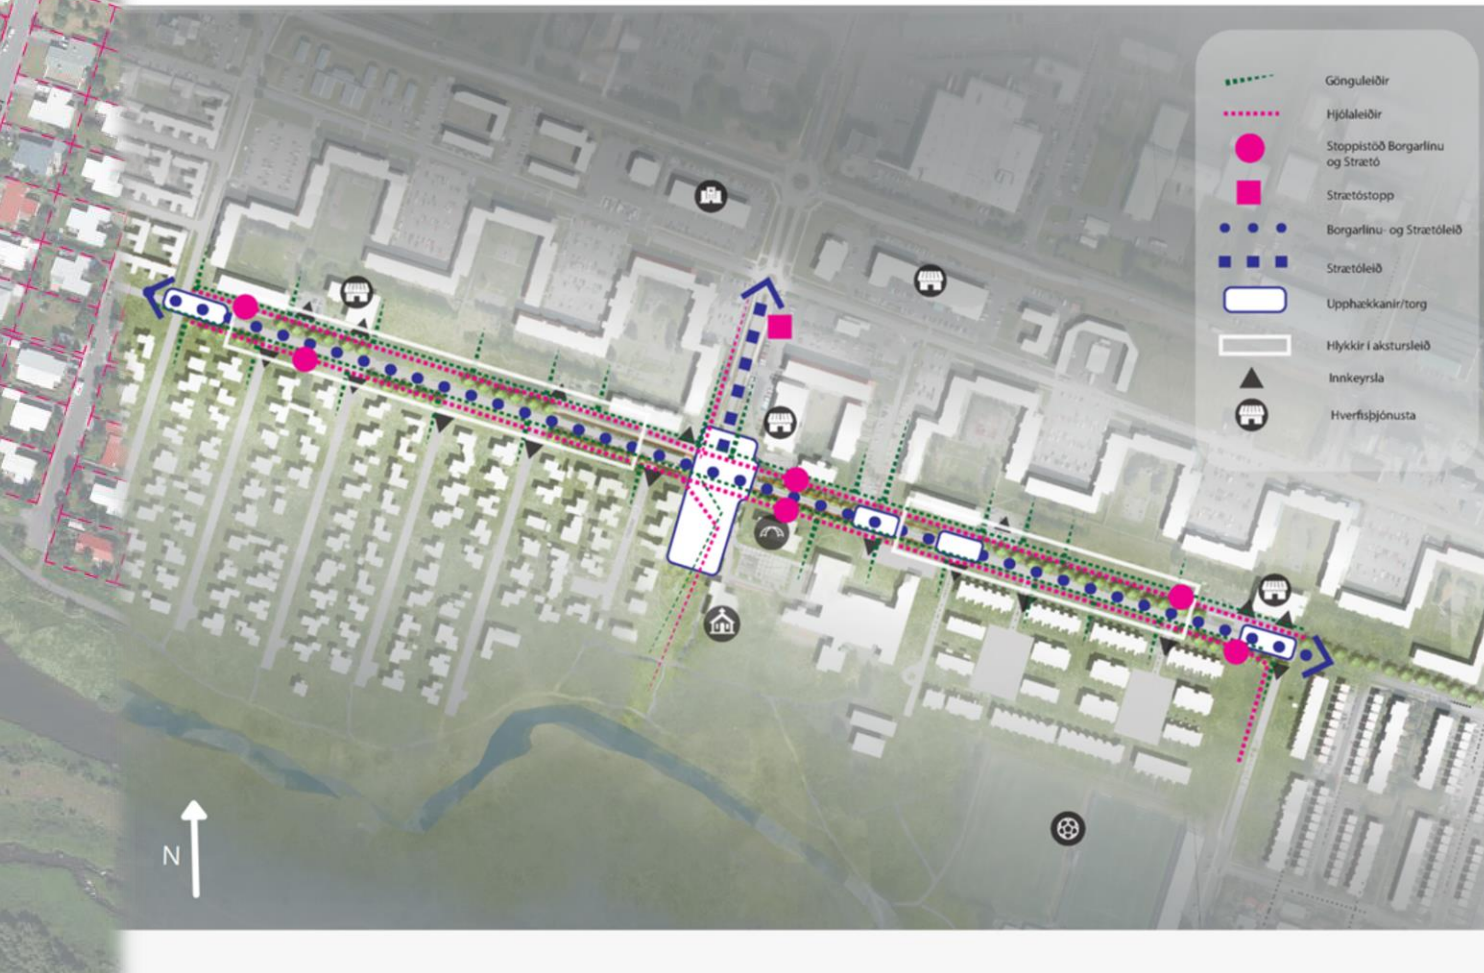 Gönguleiðir
Hjólaleiðir
Stoppistöð Borgarlínu
og Strætó
Strætóstopp
Borgarlínu- og Strætóleið
Strætóleið
Upphækkanir/torg
Hlykkir í akstursleið
Innkeyrsla
Hverfisþjónusta
N